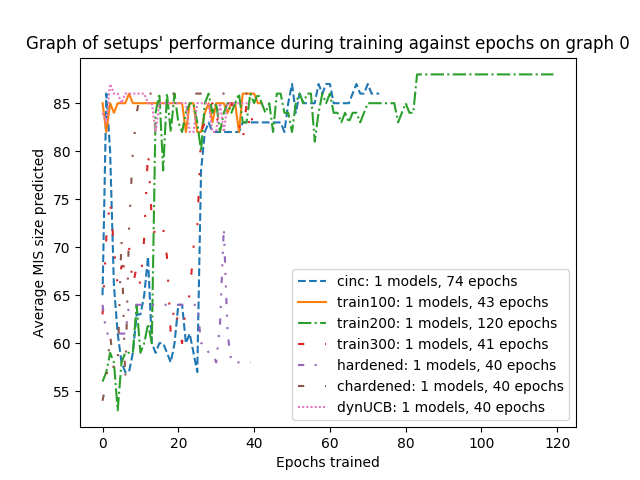 Graph of setups' performance during training against epochs on graph 0
Average MIS size predicted
85
80
75
70
65
60
55
cinc: 1 models, 74 epochs
train100: 1 models, 43 epochs
train200: 1 models, 120 epochs
train300: 1 models, 41 epochs
hardened: 1 models, 40 epochs
chardened: 1 models, 40 epochs
dynUCB: 1 models, 40 epochs
0 20 40 60 80 100 120
Epochs trained